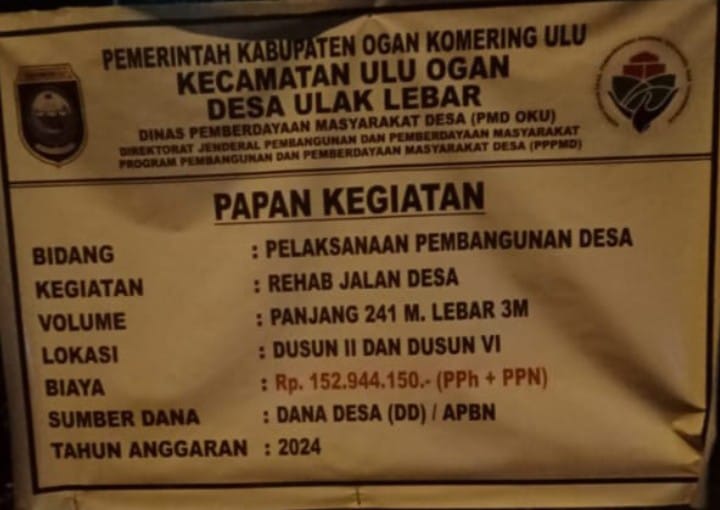 PEMERINTAH KABUPATEN OGAN KOMERING ULU
KECAMATAN ULU OGAN
DESA ULAK LEBAR
DINAS PEMBERDAYAAN MASYARAKAT DESA (PMD OKU)
DIREKTORAT JENDERAL PEMBANGUNAN DAN PEMBERDAYAAN MASYARAKAT
PROGRAM PEMBANGUNAN DAN PEMBERDAYAAN MASYARAKAT DESA (PPPMD)
PAPAN KEGIATAN
BIDANG : PELAKSANAAN PEMBANGUNAN DESA
KEGIATAN : REHAB JALAN DESA
VOLUME : PANJANG 241 M. LEBAR 3M
LOKASI : DUSUN II DAN DUSUN VI
BIAYA : Rp. 152.944.150.- (PPh + PPN)
SUMBER DANA : DANA DESA (DD) / APBN
TAHUN ANGGARAN : 2024